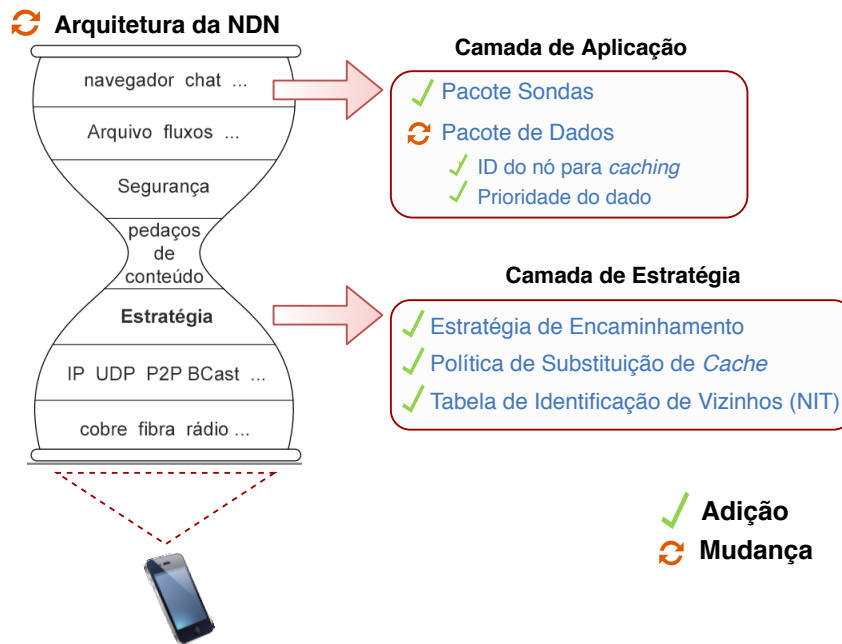 Arquitetura da NDN
navegador chat ...
Arquivo fluxos ...
Segurança
pedaços
de
conteúdo
Estratégia
IP UDP P2P BCast ...
cobre fibra rádio ...
Camada de Aplicação
Pacote Sondas
Pacote de Dados
ID do nó para caching
Prioridade do dado
Camada de Estratégia
Estratégia de Encaminhamento
Política de Substituição de Cache
Tabela de Identificação de Vizinhos (NIT)
Adição
Mudança